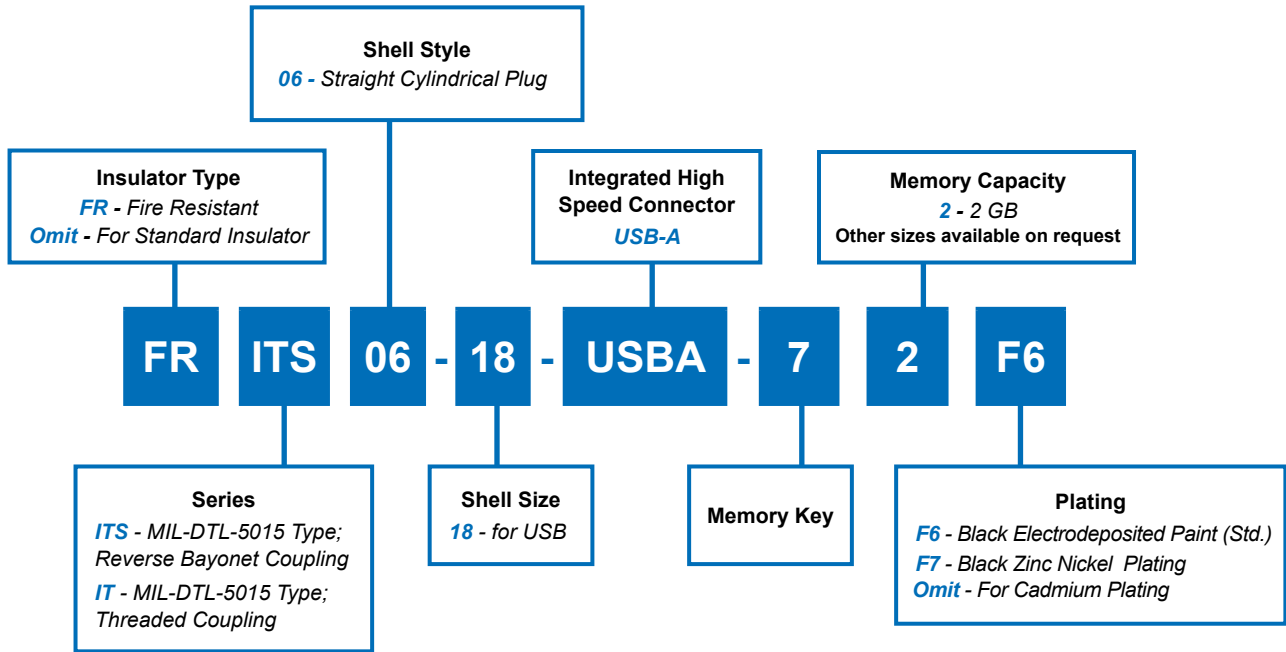 Shell Style
06 - Straight Cylindrical Plug
Insulator Type
FR - Fire Resistant
Omit - For Standard Insulator
Integrated High
Speed Connector
USB-A
Memory Capacity
2 - 2 GB
Other sizes available on request
FR ITS 06 - 18 - USBA - 7 2 F6
Series
ITS - MIL-DTL-5015 Type;
Reverse Bayonet Coupling
IT - MIL-DTL-5015 Type;
Threaded Coupling
Shell Size
18 - for USB
Memory Key
Plating
F6 - Black Electrodeposited Paint (Std.)
F7 - Black Zinc Nickel Plating
Omit - For Cadmium Plating